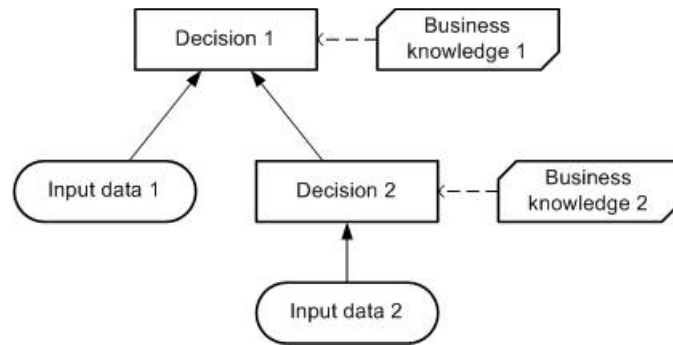 Decision 1
Business
knowledge 1
Input data 1
Decision 2
Business
knowledge 2
Input data 2